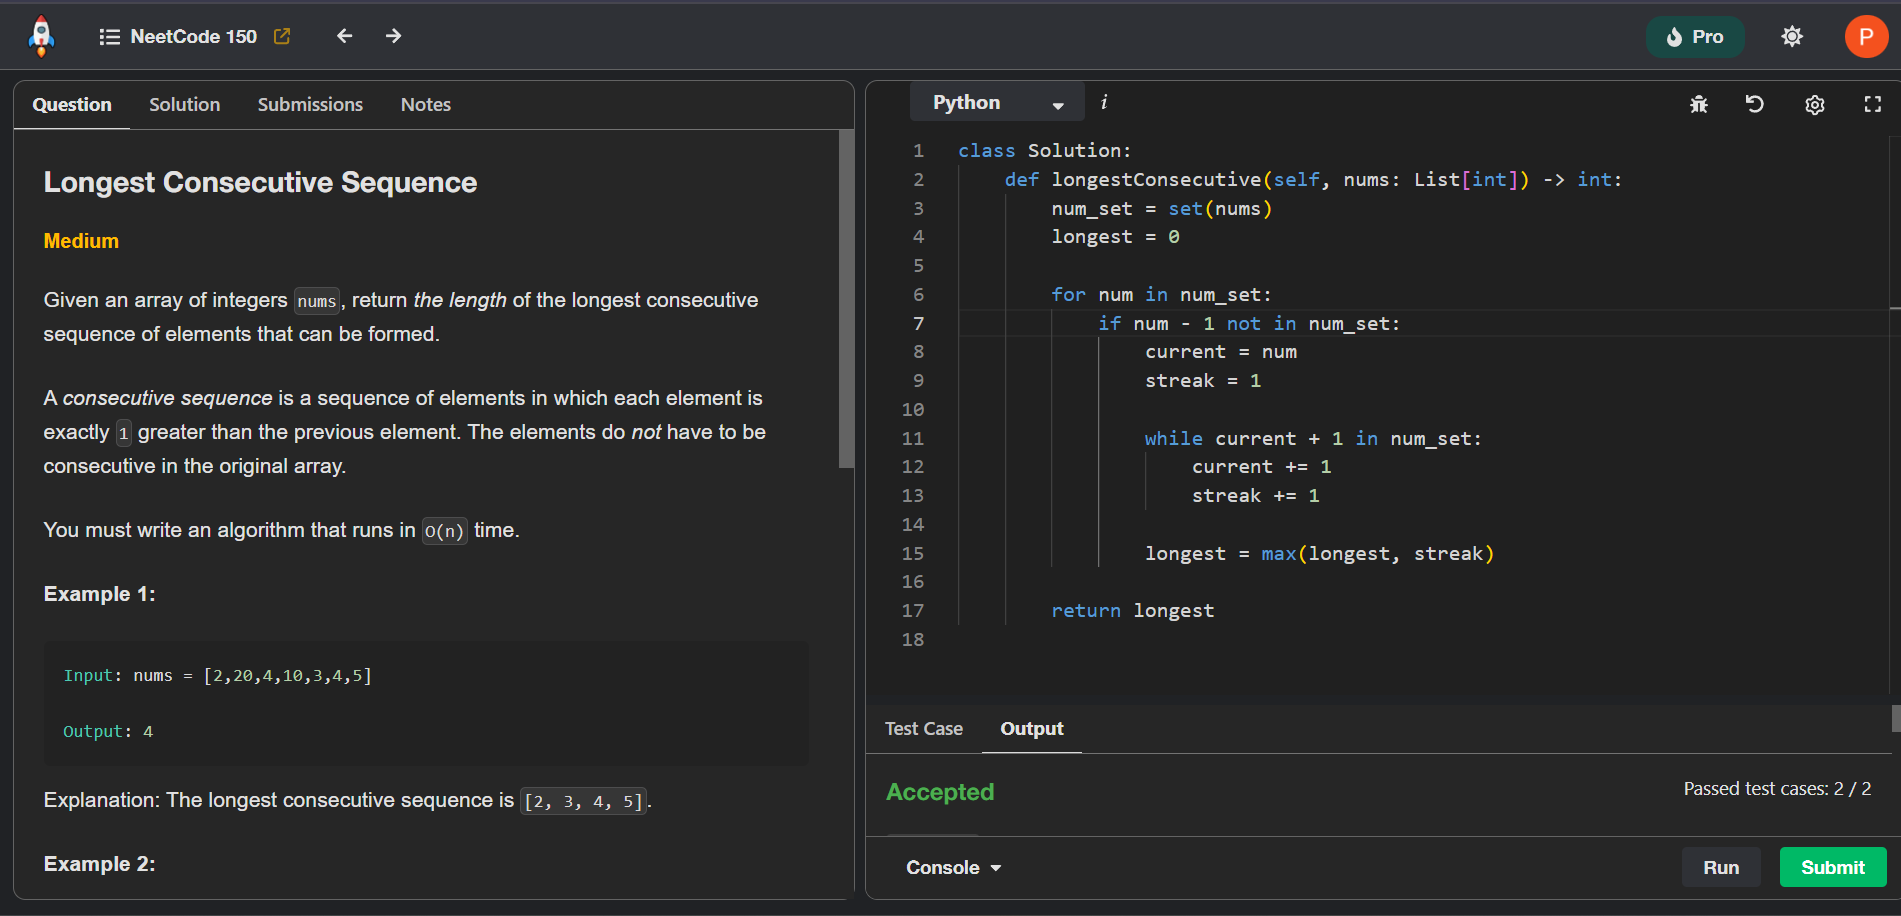 NeetCode 150
Pro
P
Question Solution Submissions Notes
Longest Consecutive Sequence
Medium
Given an array of integers nums, return the length of the longest consecutive
sequence of elements that can be formed.
A consecutive sequence is a sequence of elements in which each element is
exactly 1 greater than the previous element. The elements do not have to be
consecutive in the original array.
You must write an algorithm that runs in O(n) time.
Example 1:
Input: nums = [2,20,4,10,3,4,5]
Output: 4
Explanation: The longest consecutive sequence is [2, 3, 4, 5].
Example 2:
Python i
1 class Solution:
2     def longestConsecutive(self, nums: List[int]) -> int:
3         num_set = set(nums)
4         longest = 0
5
6         for num in num_set:
7             if num - 1 not in num_set:
8                 current = num
9                 streak = 1
10
11                 while current + 1 in num_set:
12                     current += 1
13                     streak += 1
14
15                 longest = max(longest, streak)
16
17         return longest
18
Test Case Output
Accepted
Passed test cases: 2 / 2
Console
Run Submit